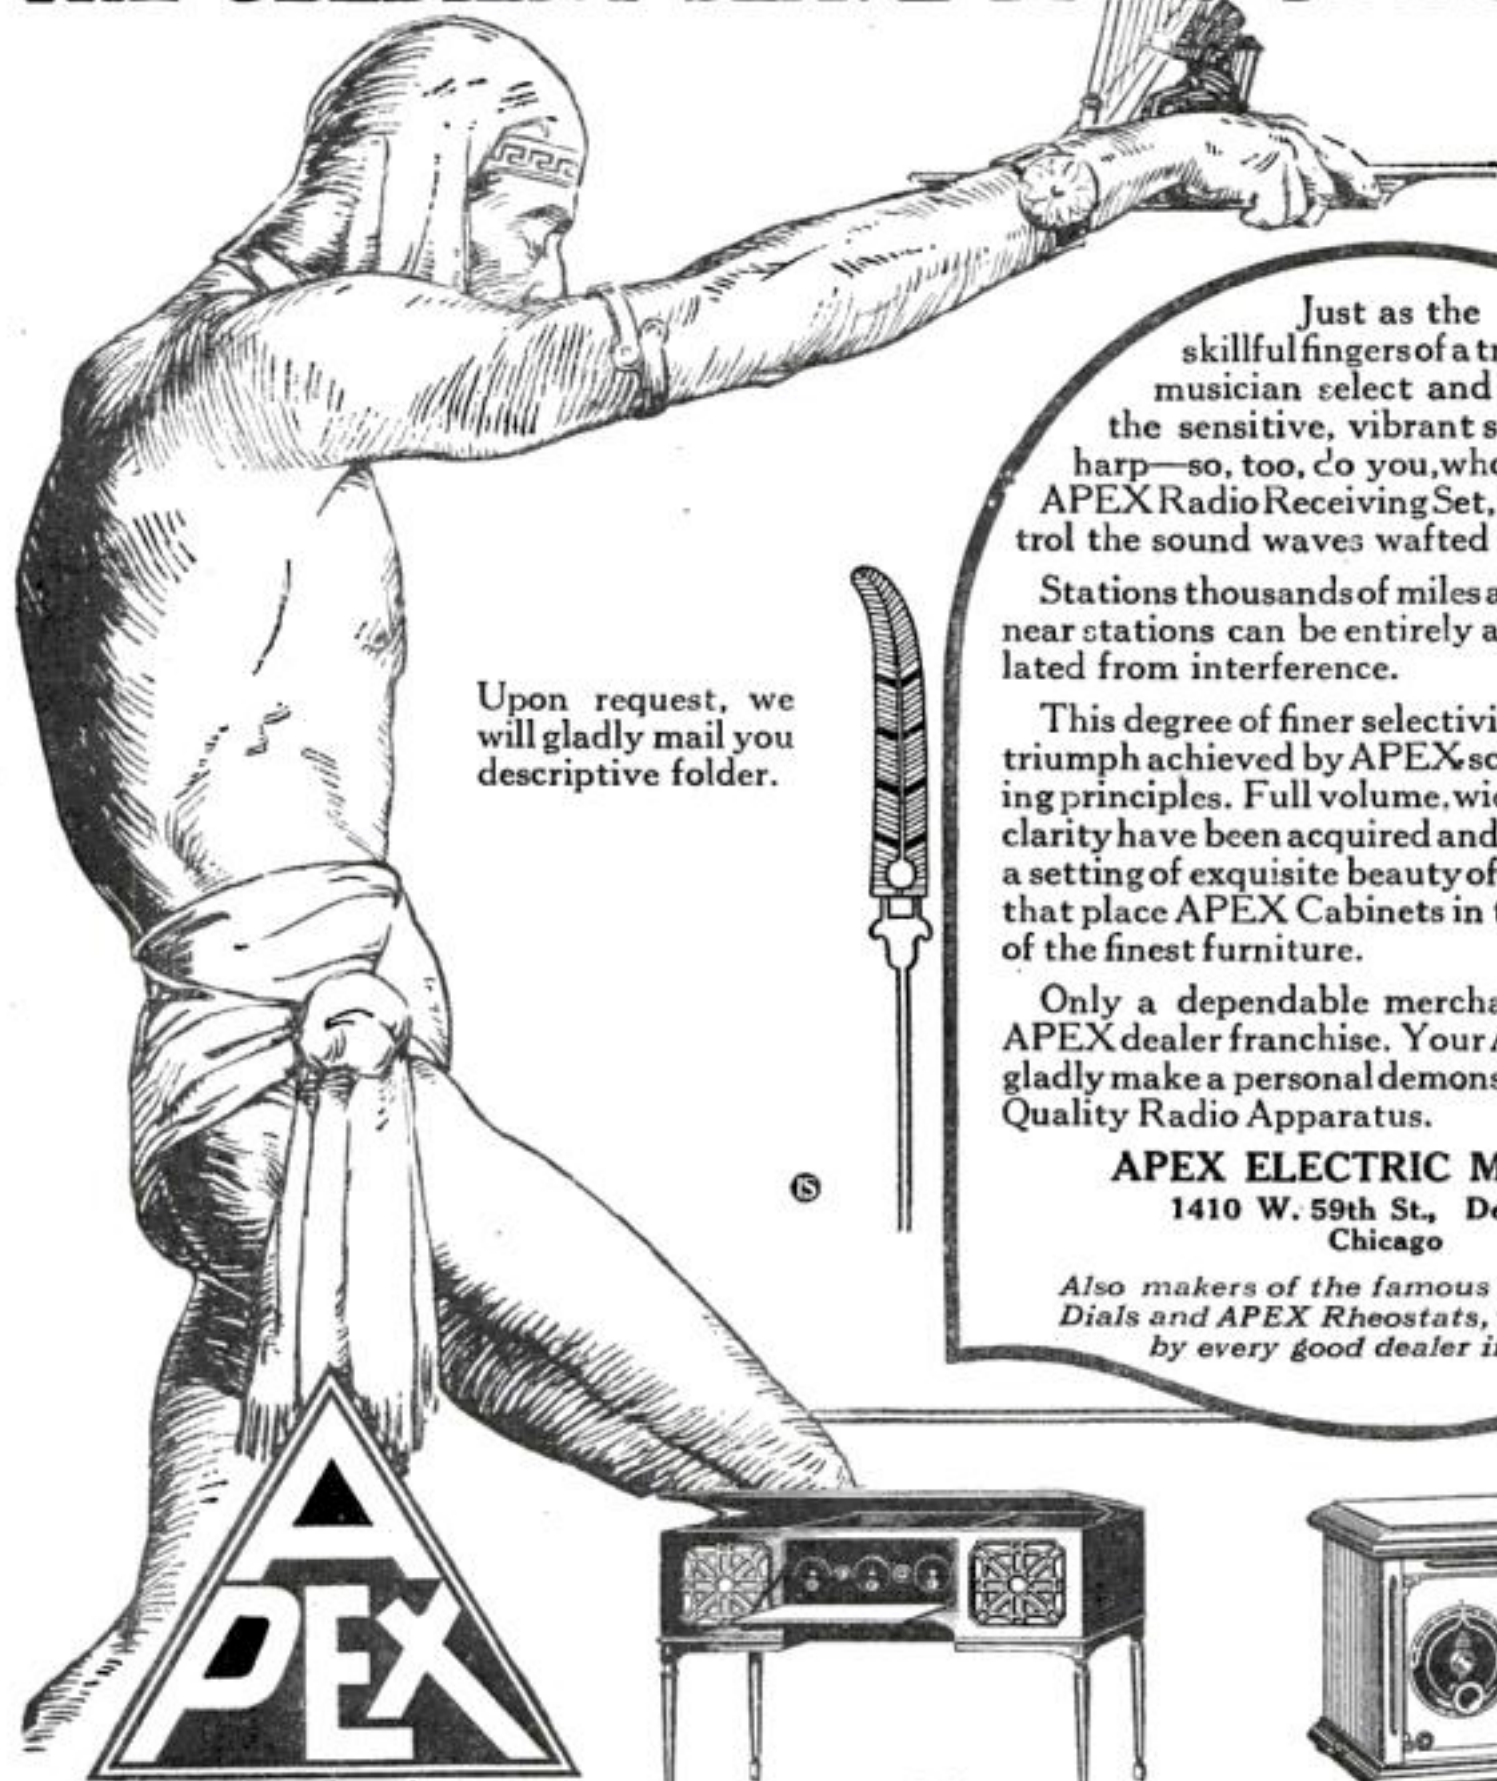 Just as the
skillful fingers of a
musician select and
the sensitive, vibrant
harp—so, too, do you, who
APEX Radio Receiving Set,
trol the sound waves wafted
Stations thousands of miles
near stations can be entirely
lated from interference.
This degree of finer
triumph achieved by APEX
ing principles. Full volume,
clarity have been acquired and
a setting of exquisite beauty of
that place APEX Cabinets in
of the finest furniture.
Only a dependable
APEX dealer franchise. Your
gladly make a personal
Quality Radio Apparatus.
APEX ELECTRIC
1410 W. 59th St.,
Chicago
Also makers of the famous
Dials and APEX Rheostats,
by every good dealer
Upon request, we
will gladly mail you
descriptive folder.
APEX